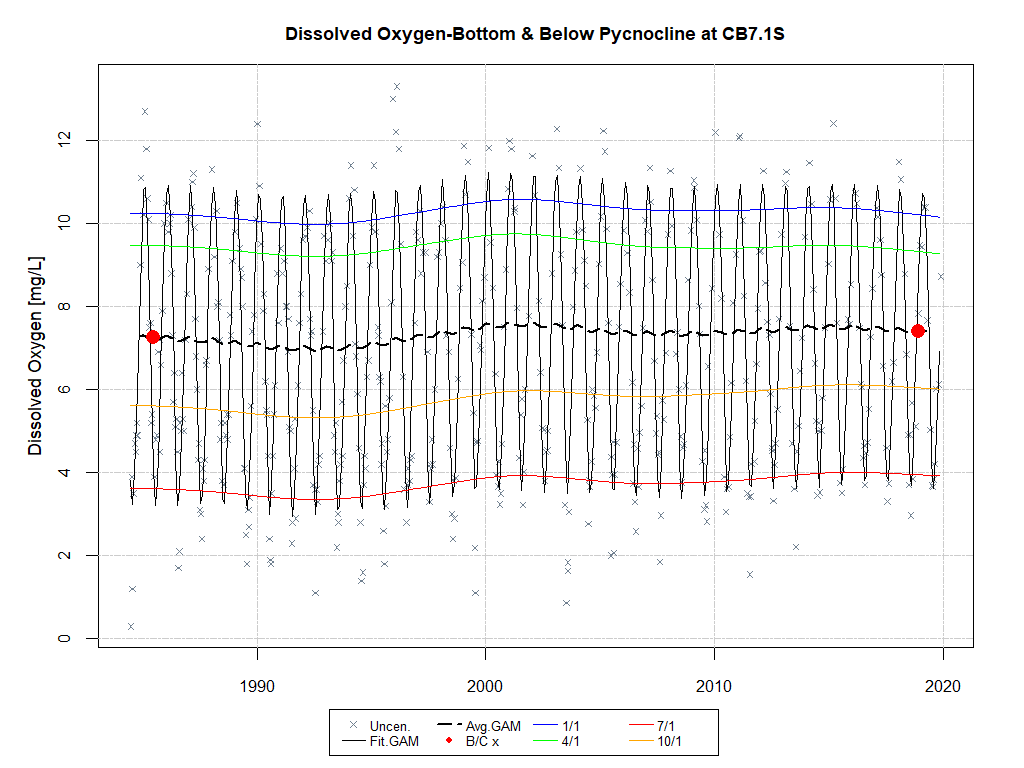 Dissolved Oxygen-Bottom & Below Pycnocline at CB7.1S
Dissolved Oxygen [mg/L]
12
10
8
6
4
2
0
1990 2000 2010 2020
Uncen. Avg.GAM 1/1 7/1
Fit.GAM B/C x 4/1 10/1